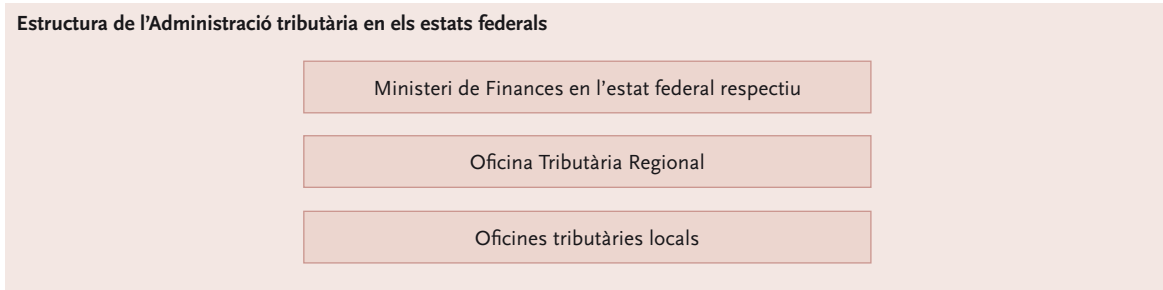 Estructura de l’Administració tributària en els estats federals
Ministeri de Finances en l’estat federal respectiu
Oficina Tributària Regional
Oficines tributàries locals